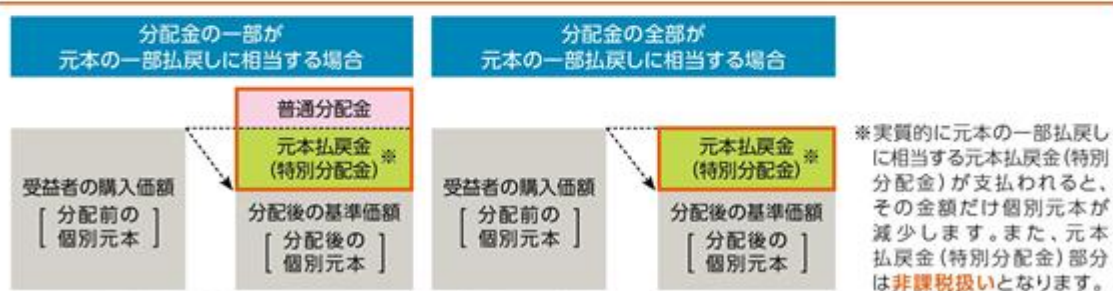 分配金の一部が
元本の一部払戻しに相当する場合
普通分配金
元本払戻金
(特別分配金)※
受益者の購入価額
[分配前の
個別元本]
分配後の基準価額
[分配後の
個別元本]
分配金の全部が
元本の一部払戻しに相当する場合
元本払戻金
(特別分配金)※
受益者の購入価額
[分配前の
個別元本]
分配後の基準価額
[分配後の
個別元本]
※実質的に元本の一部払戻し
に相当する元本払戻金(特別
分配金)が支払われると、
その金額だけ個別元本が
減少します。また、元本
払戻金(特別分配金)部分
は非課税扱いとなります。